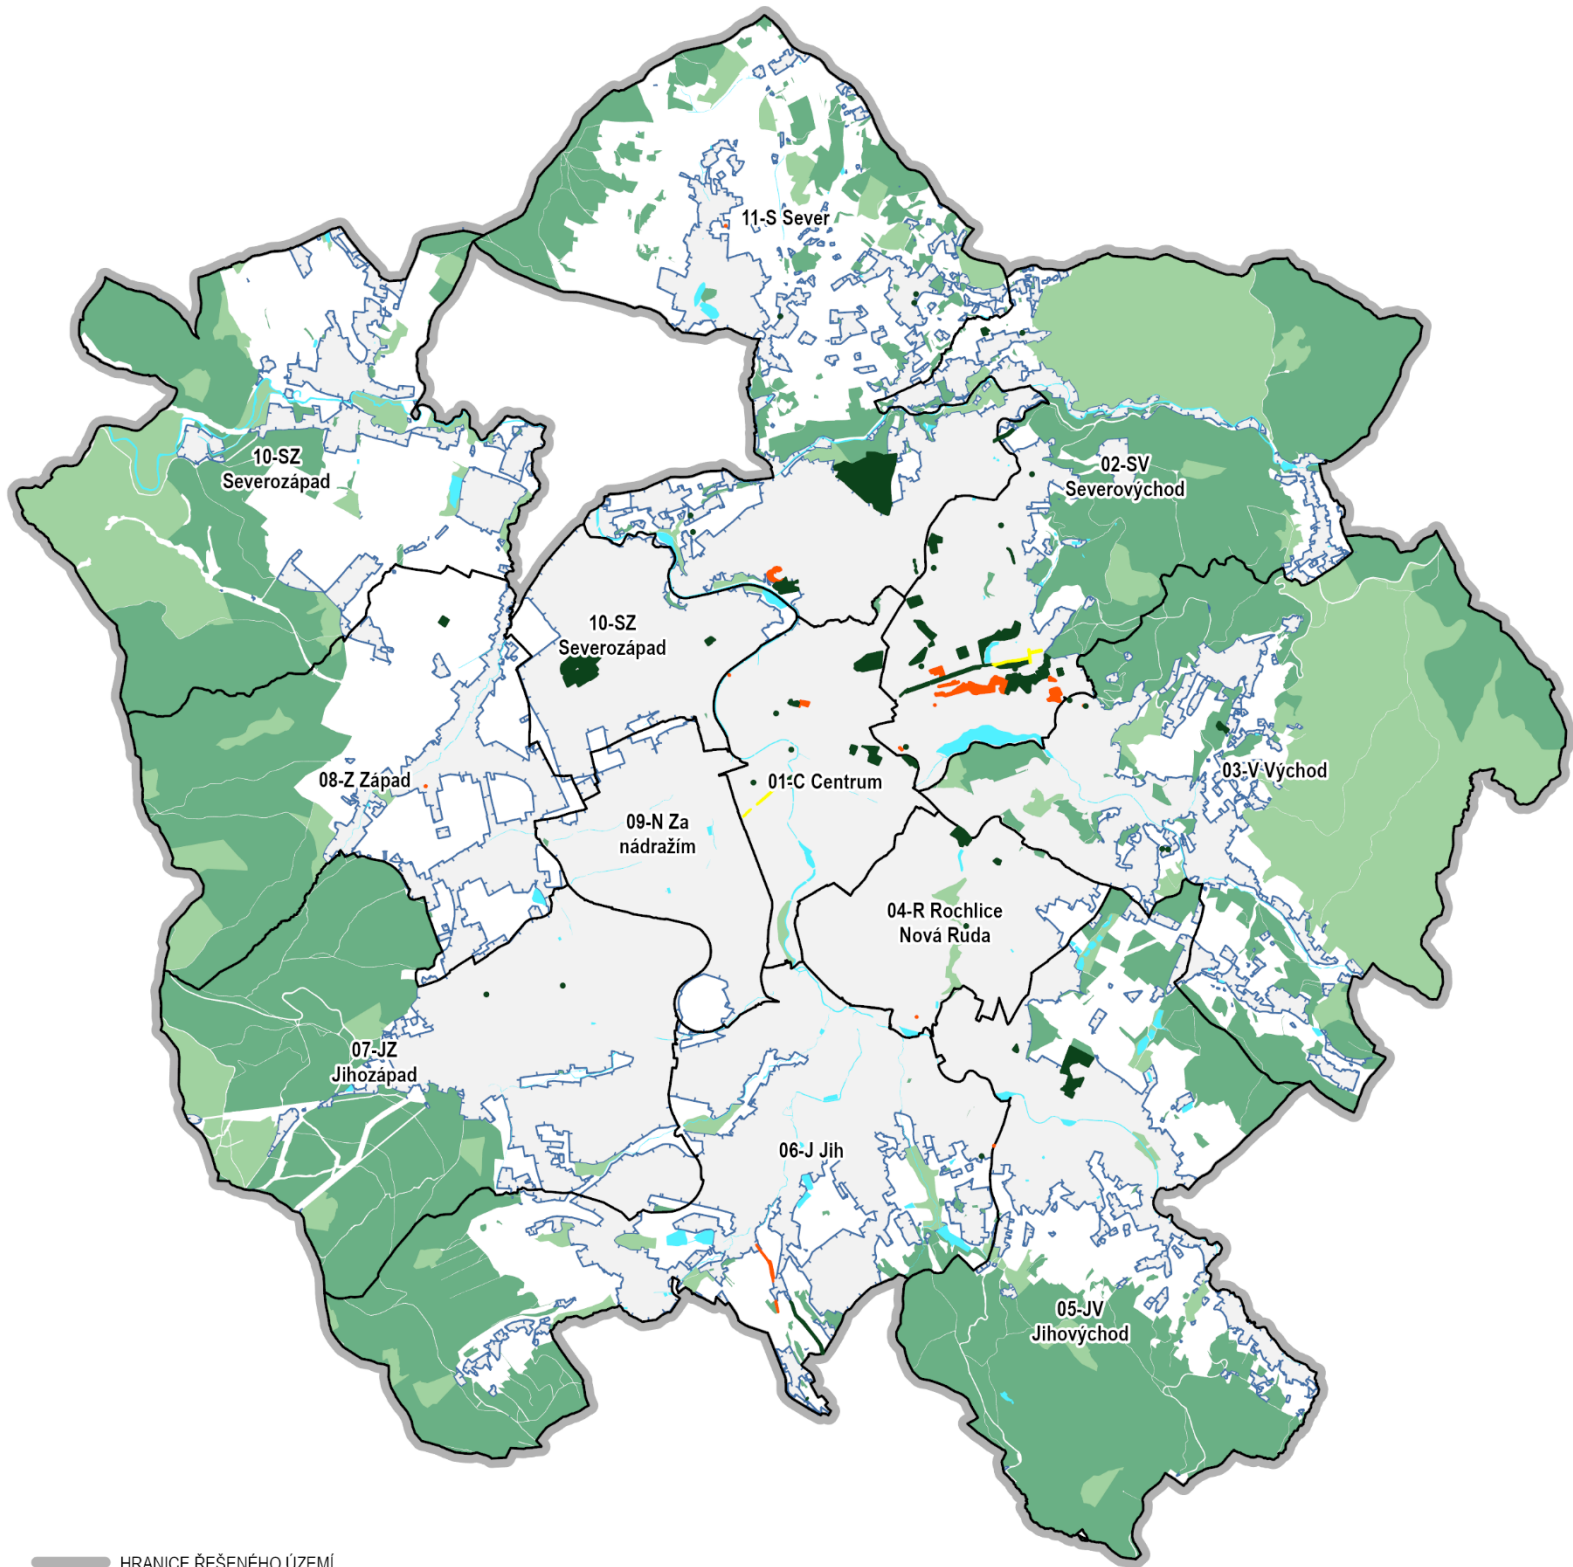 11-S Sever
10-SZ
Severozápad
02-SV
Severovýchod
10-SZ
Severozápad
08-Z Západ
01-C Centrum
03-V Východ
09-N Za
nádražím
04-R Rochlice
Nová Ruda
07-JZ
Jihozápad
06-J Jih
05-JV
Jihovýchod
HRANICE ŘEŠENÉHO ÚZEMÍ